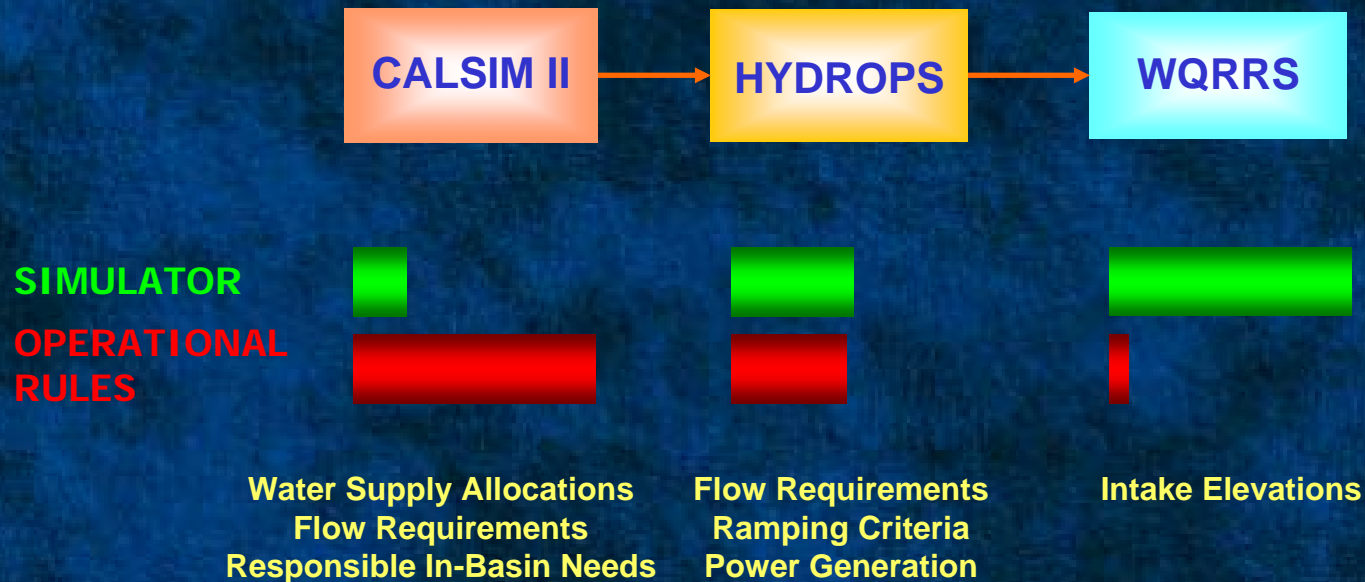 CALSIM II
HYDROPS
WQRRS
SIMULATOR
OPERATIONAL
RULES
Water Supply Allocations
Flow Requirements
Responsible In-Basin Needs
Flow Requirements
Ramping Criteria
Power Generation
Intake Elevations